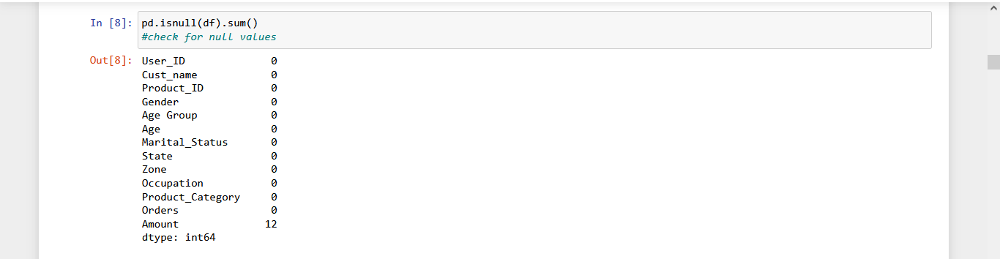 In [8]: pd.isnull(df).sum()
#check for null values
Out[8]: User_ID 0
Cust_name 0
Product_ID 0
Gender 0
Age Group 0
Age 0
Marital_Status 0
State 0
Zone 0
Occupation 0
Product_Category 0
Orders 0
Amount 12
dtype: int64